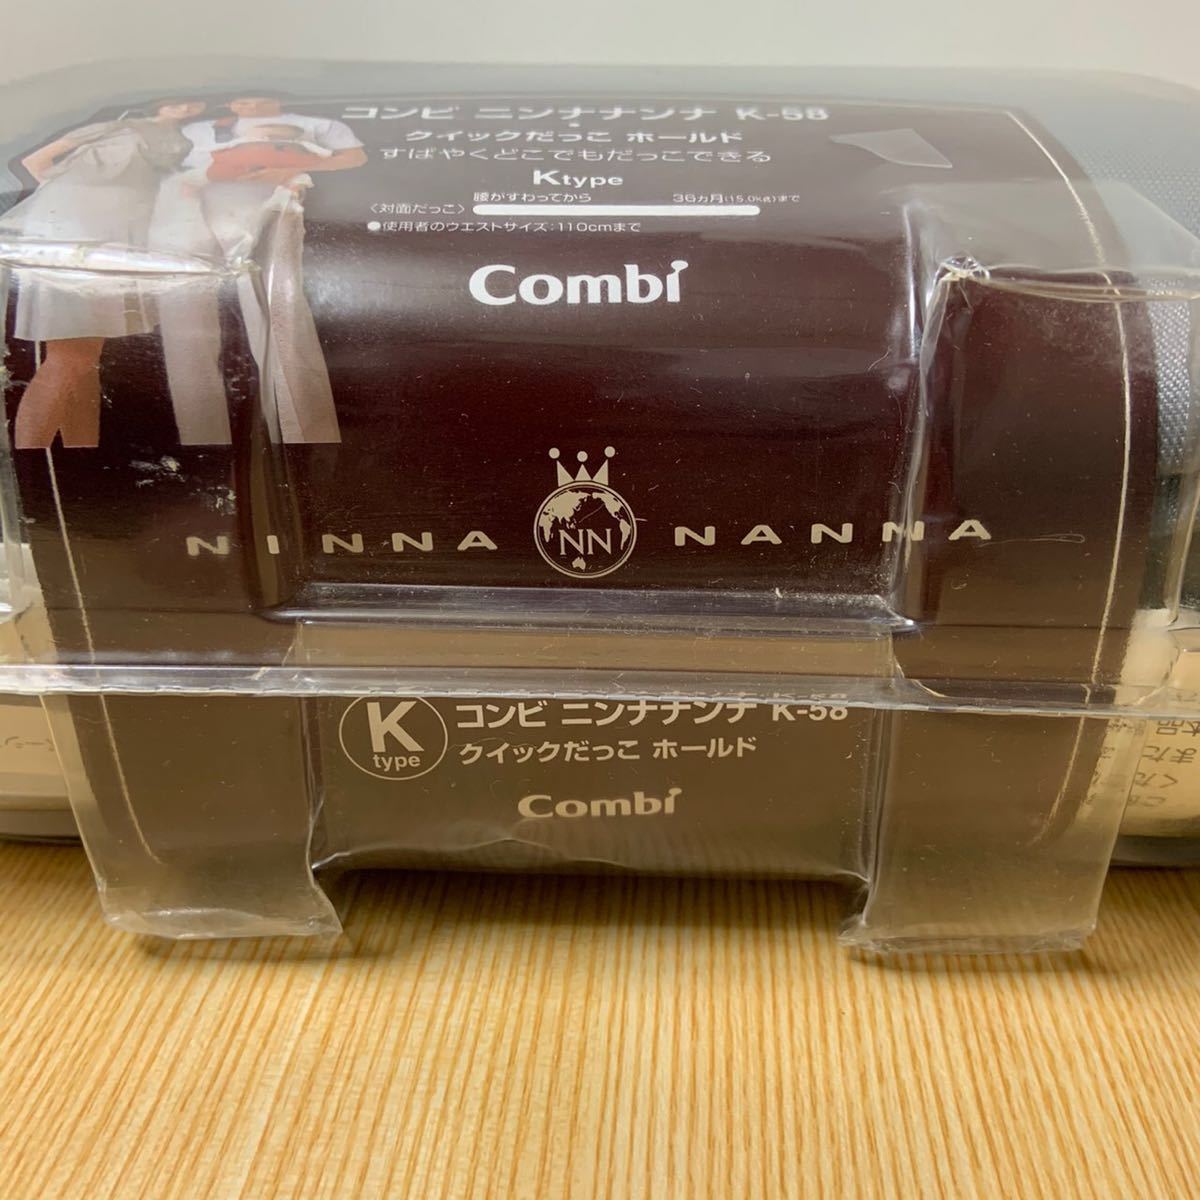 コンビ ニンナナンナ K-58
クイックだっこ ホールド
すばやくどこでもだっこできる
Ktype
腰がすわってから 36ヵ月(15.0kg)まで
〈対面だっこ〉
●使用者のウエストサイズ:110cmまで
Combi
NINNA NN NANNA
K type
コンビ ニンナナンナ K-58
クイックだっこ ホールド
Combi